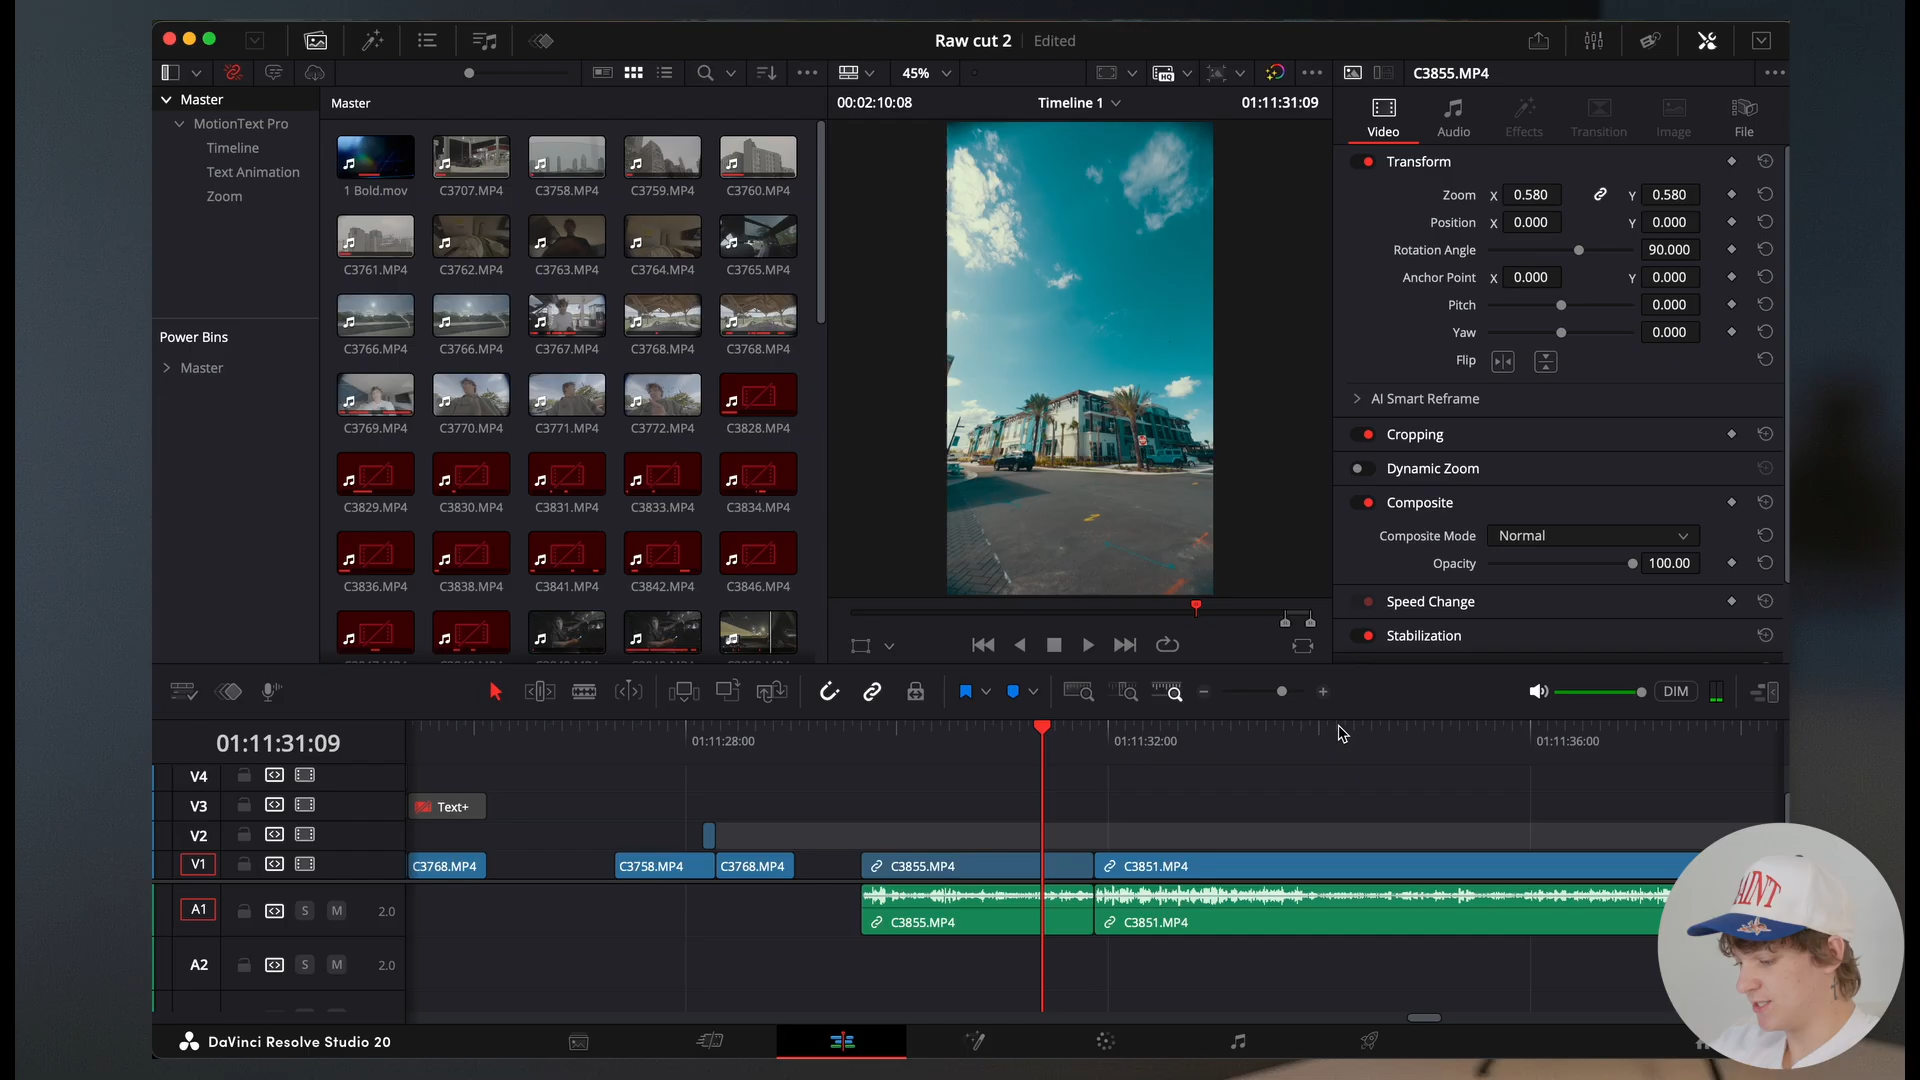 Raw cut 2 Edited
45%
C3855.MP4
Master
Master
00:02:10:08
Timeline 1
01:11:31:09
MotionText Pro
Timeline
Text Animation
Zoom
Power Bins
Master
1 Bold.mov
C3707.MP4
C3758.MP4
C3759.MP4
C3760.MP4
C3761.MP4
C3762.MP4
C3763.MP4
C3764.MP4
C3765.MP4
C3766.MP4
C3766.MP4
C3767.MP4
C3768.MP4
C3768.MP4
C3769.MP4
C3770.MP4
C3771.MP4
C3772.MP4
C3828.MP4
C3829.MP4
C3830.MP4
C3831.MP4
C3833.MP4
C3834.MP4
C3836.MP4
C3838.MP4
C3841.MP4
C3842.MP4
C3846.MP4
Video
Audio
Effects
Transition
Image
File
Transform
Zoom X 0.580 Y 0.580
Position X 0.000 Y 0.000
Rotation Angle 90.000
Anchor Point X 0.000 Y 0.000
Pitch 0.000
Yaw 0.000
Flip
AI Smart Reframe
Cropping
Dynamic Zoom
Composite
Composite Mode Normal
Opacity 100.00
Speed Change
Stabilization
DIM
01:11:31:09
01:11:28:00
01:11:32:00
01:11:36:00
V4
V3
Text+
V2
V1
C3768.MP4
C3758.MP4
C3768.MP4
C3855.MP4
C3851.MP4
A1 S M 2.0
C3855.MP4
C3851.MP4
A2 S M 2.0
DaVinci Resolve Studio 20
AINT